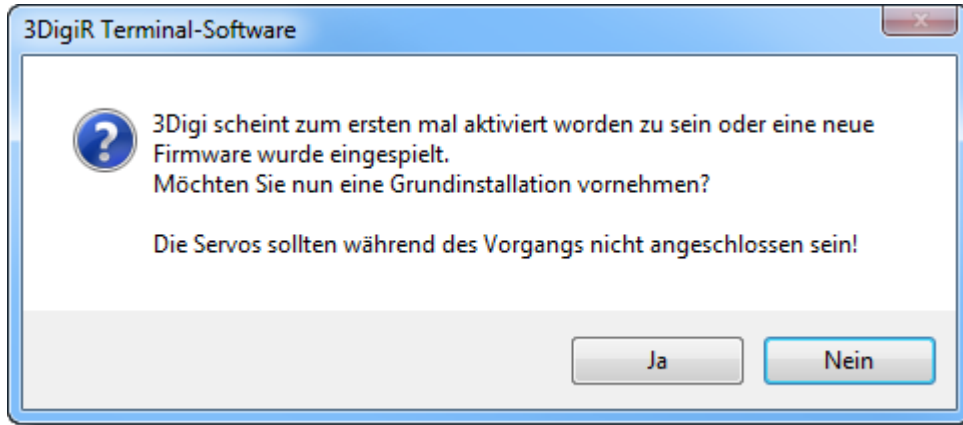 3DigiR Terminal-Software
3Digi scheint zum ersten mal aktiviert worden zu sein oder eine neue
Firmware wurde eingespielt.
Möchten Sie nun eine Grundinstallation vornehmen?
Die Servos sollten während des Vorgangs nicht angeschlossen sein!
Ja
Nein